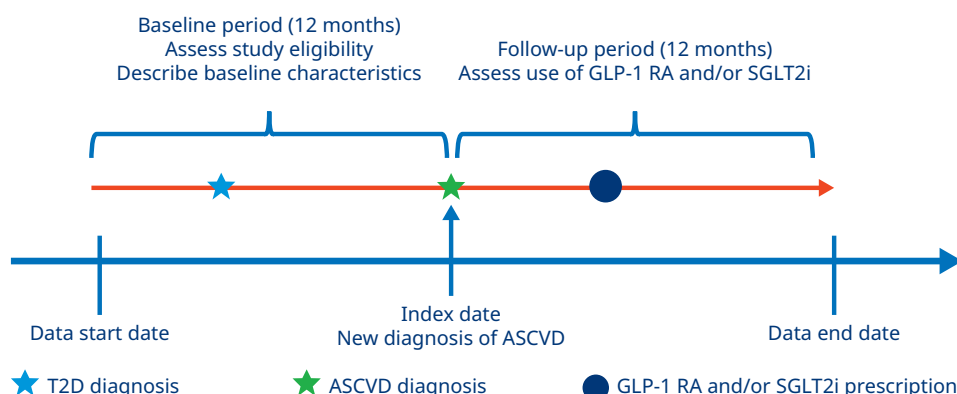 Baseline period (12 months)
Assess study eligibility
Describe baseline characteristics
Follow-up period (12 months)
Assess use of GLP-1 RA and/or SGLT2i
Data start date
Index date
New diagnosis of ASCVD
Data end date
T2D diagnosis
ASCVD diagnosis
GLP-1 RA and/or SGLT2i prescription